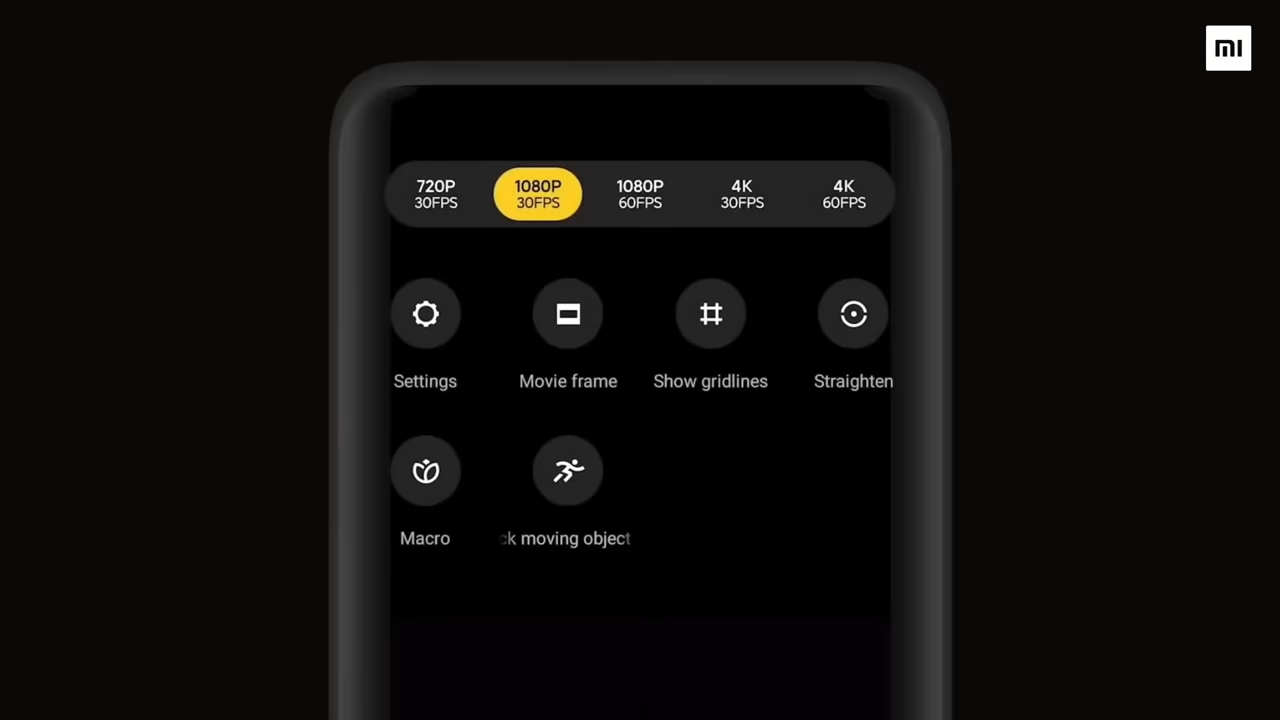 mi
720P
30FPS
1080P
30FPS
1080P
60FPS
4K
30FPS
4K
60FPS
Settings
Movie frame
Show gridlines
Straighten
Macro
ck moving object